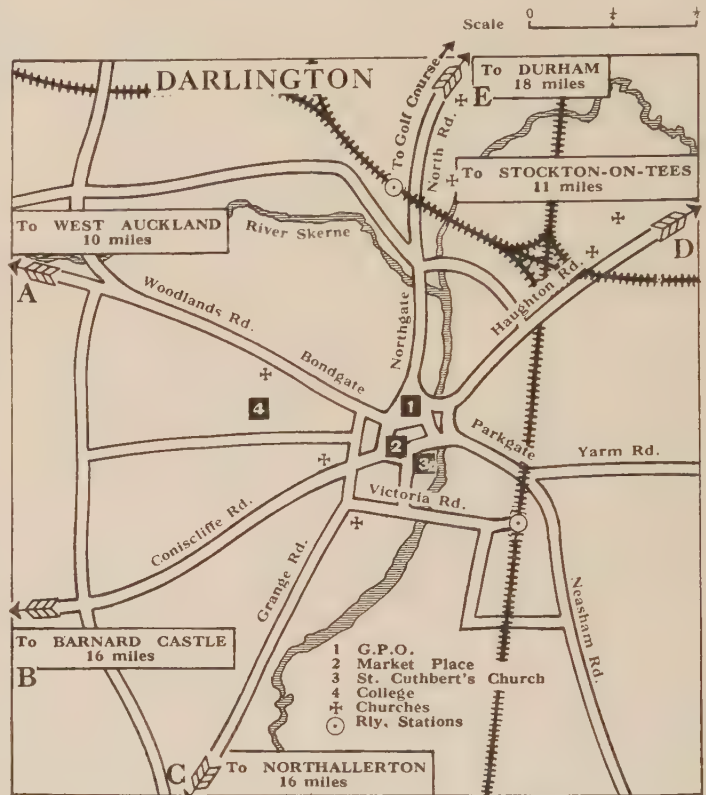 Scale
0
DARLINGTON
To Golf Course
North Rd.
E
To DURHAM
18 miles
To STOCKTON-ON-TEES
11 miles
D
Haughton Rd.
To WEST AUCKLAND
10 miles
River Skerne
A
Woodlands Rd.
Bondgate
Northgate
4
1
2
3
Parkgate
Yarm Rd.
Victoria Rd.
Coniscliffe Rd.
Grange Rd.
Neasham Rd.
To BARNARD CASTLE
16 miles
B
1 G.P.O.
2 Market Place
3 St. Cuthbert's Church
4 College
Churches
Rly. Stations
C
To NORTHALLERTON
16 miles